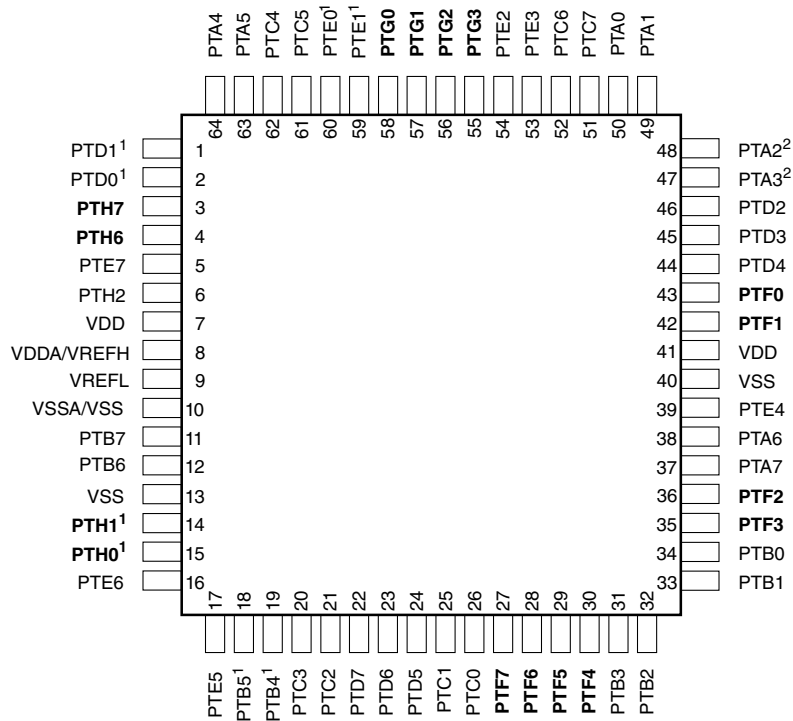 PTA4 PTA5 PTC4 PTC5 PTE0¹ PTE1¹ PTG0 PTG1 PTG2 PTG3 PTE2 PTE3 PTC6 PTC7 PTA0 PTA1
64 63 62 61 60 59 58 57 56 55 54 53 52 51 50 49
PTD1¹ 1 48 PTA2²
PTD0¹ 2 47 PTA3²
PTH7 3 46 PTD2
PTH6 4 45 PTD3
PTE7 5 44 PTD4
PTH2 6 43 PTF0
VDD 7 42 PTF1
VDDA/VREFH 8 41 VDD
VREFL 9 40 VSS
VSSA/VSS 10 39 PTE4
PTB7 11 38 PTA6
PTB6 12 37 PTA7
VSS 13 36 PTF2
PTH1¹ 14 35 PTF3
PTH0¹ 15 34 PTB0
PTE6 16 33 PTB1
17 18 19 20 21 22 23 24 25 26 27 28 29 30 31 32
PTE5 PTB5¹ PTB4¹ PTC3 PTC2 PTD7 PTD6 PTD5 PTC1 PTC0 PTF7 PTF6 PTF5 PTF4 PTB3 PTB2